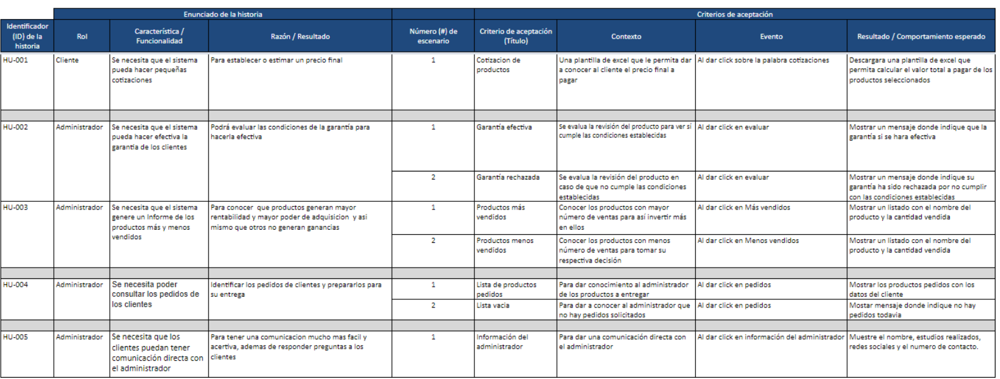 Enunciado de la historia
Criterios de aceptación
Identificador
(ID) de la
historia
Rol
Característica /
Funcionalidad
Razón / Resultado
Número (#) de
escenario
Criterio de aceptación
(Título)
Contexto
Evento
Resultado / Comportamiento esperado
HU-001
Cliente
Se necesita que el sistema
pueda hacer pequeñas
cotizaciones
Para establecer o estimar un precio final
1
Cotizacion de
productos
Una plantilla de excel que le permita dar
a conocer al cliente el precio final a
pagar
Al dar click sobre la palabra cotizaciones
Descargara una plantilla de excel que
permita calcular el valor total a pagar de los
productos seleccionados
HU-002
Administrador
Se necesita que el sistema
pueda hacer efectiva la
garantia de los clientes
Podrá evaluar las condiciones de la garantía para
hacerla efectiva
1
Garantía efectiva
Se evalua la revisión del producto para ver sí
cumple las condiciones establecidas
Al dar click en evaluar
Mostrar un mensaje donde indique que la
garantía si se hara efectiva
2
Garantía rechazada
Se evalua la revisión del producto en
caso de que no cumple las condiciones
establecidas
Al dar click en evaluar
Mostrar un mensaje donde indique su
garantía ha sido rechazada por no cumplir
con las condiciones establecidas
HU-003
Administrador
Se necesita que el sistema
genere un Informe de los
productos más y menos
vendidos
Para conocer que productos generan mayor
rentabilidad y mayor poder de adquisicion y asi
mismo que otros no generan ganancias
1
Productos más
vendidos
Conocer los productos con mayor
número de ventas para así invertir más
en ellos
Al dar click en Más vendidos
Mostrar un listado con el nombre del
producto y la cantidad vendida
2
Productos menos
vendidos
Conocer los productos con menos
número de ventas para tomar su
respectiva decisión
Al dar click en Menos vendidos
Mostrar un listado con el nombre del
producto y la cantidad vendida
HU-004
Administrador
Se necesita poder
consultar los pedidos de
los clientes
Identificar los pedidos de clientes y prepararlos para
su entrega
1
Lista de productos
pedidos
Para dar conocimiento al administrador
de los productos a entregar
Al dar click en pedidos
Mostrar los productos pedidos con los
datos del cliente
2
Lista vacia
Para dar a conocer al administrador que
no hay pedidos solicitados
Al dar click en pedidos
Mostar mensaje donde indique no hay
pedidos todavia
HU-005
Administrador
Se necesita que los
clientes puedan tener
comunicación directa con
el administrador
Para tener una comunicacion mucho mas facil y
acertiva, ademas de responder preguntas a los
clientes
1
Información del
administrador
Para dar una comunicación directa con
el administrador
Al dar click en información del administrador
Muestre el nombre, estudios realizados,
redes sociales y el numero de contacto.